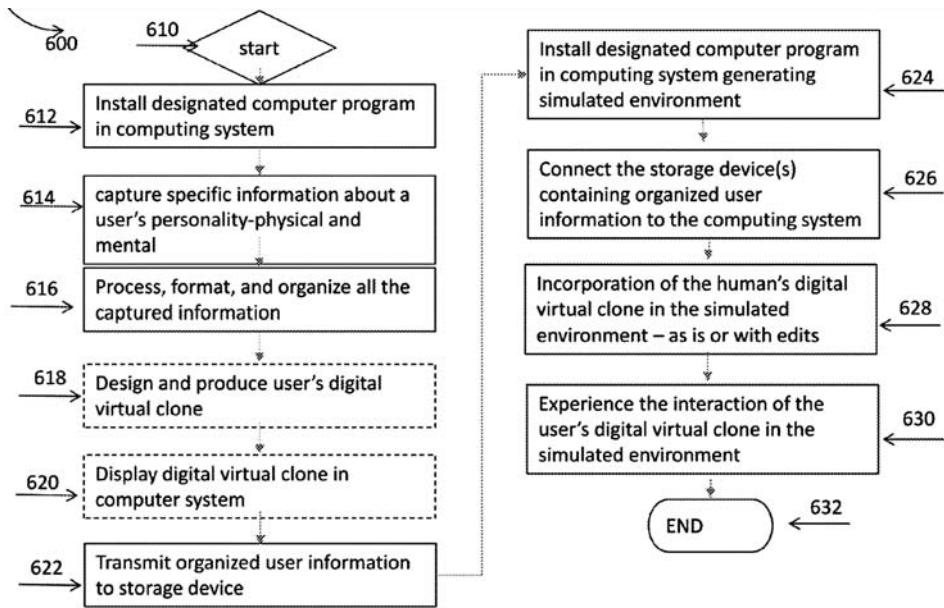 600
610
start
612
Install designated computer program
in computing system
614
capture specific information about a
user's personality-physical and
mental
616
Process, format, and organize all the
captured information
618
Design and produce user's digital
virtual clone
620
Display digital virtual clone in
computer system
622
Transmit organized user information
to storage device
Install designated computer program
in computing system generating
simulated environment
624
Connect the storage device(s)
containing organized user
information to the computing system
626
Incorporation of the human's digital
virtual clone in the simulated
environment – as is or with edits
628
Experience the interaction of the
user's digital virtual clone in the
simulated environment
630
END
632